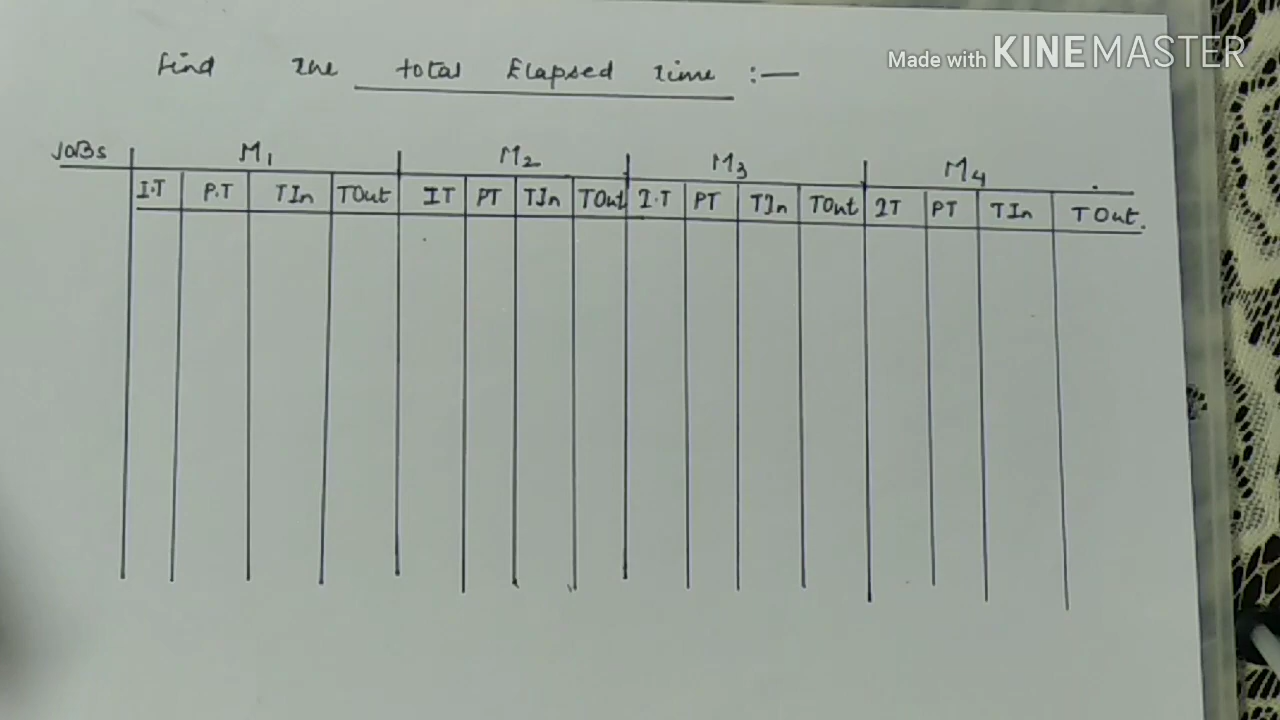 Made with KINEMASTER
Find the total Elapsed time :—
JOBs M1 M2 M3 M4
I.T P.T TIn TOut IT PT TIn TOut I.T PT TIn TOut IT PT TIn TOut.